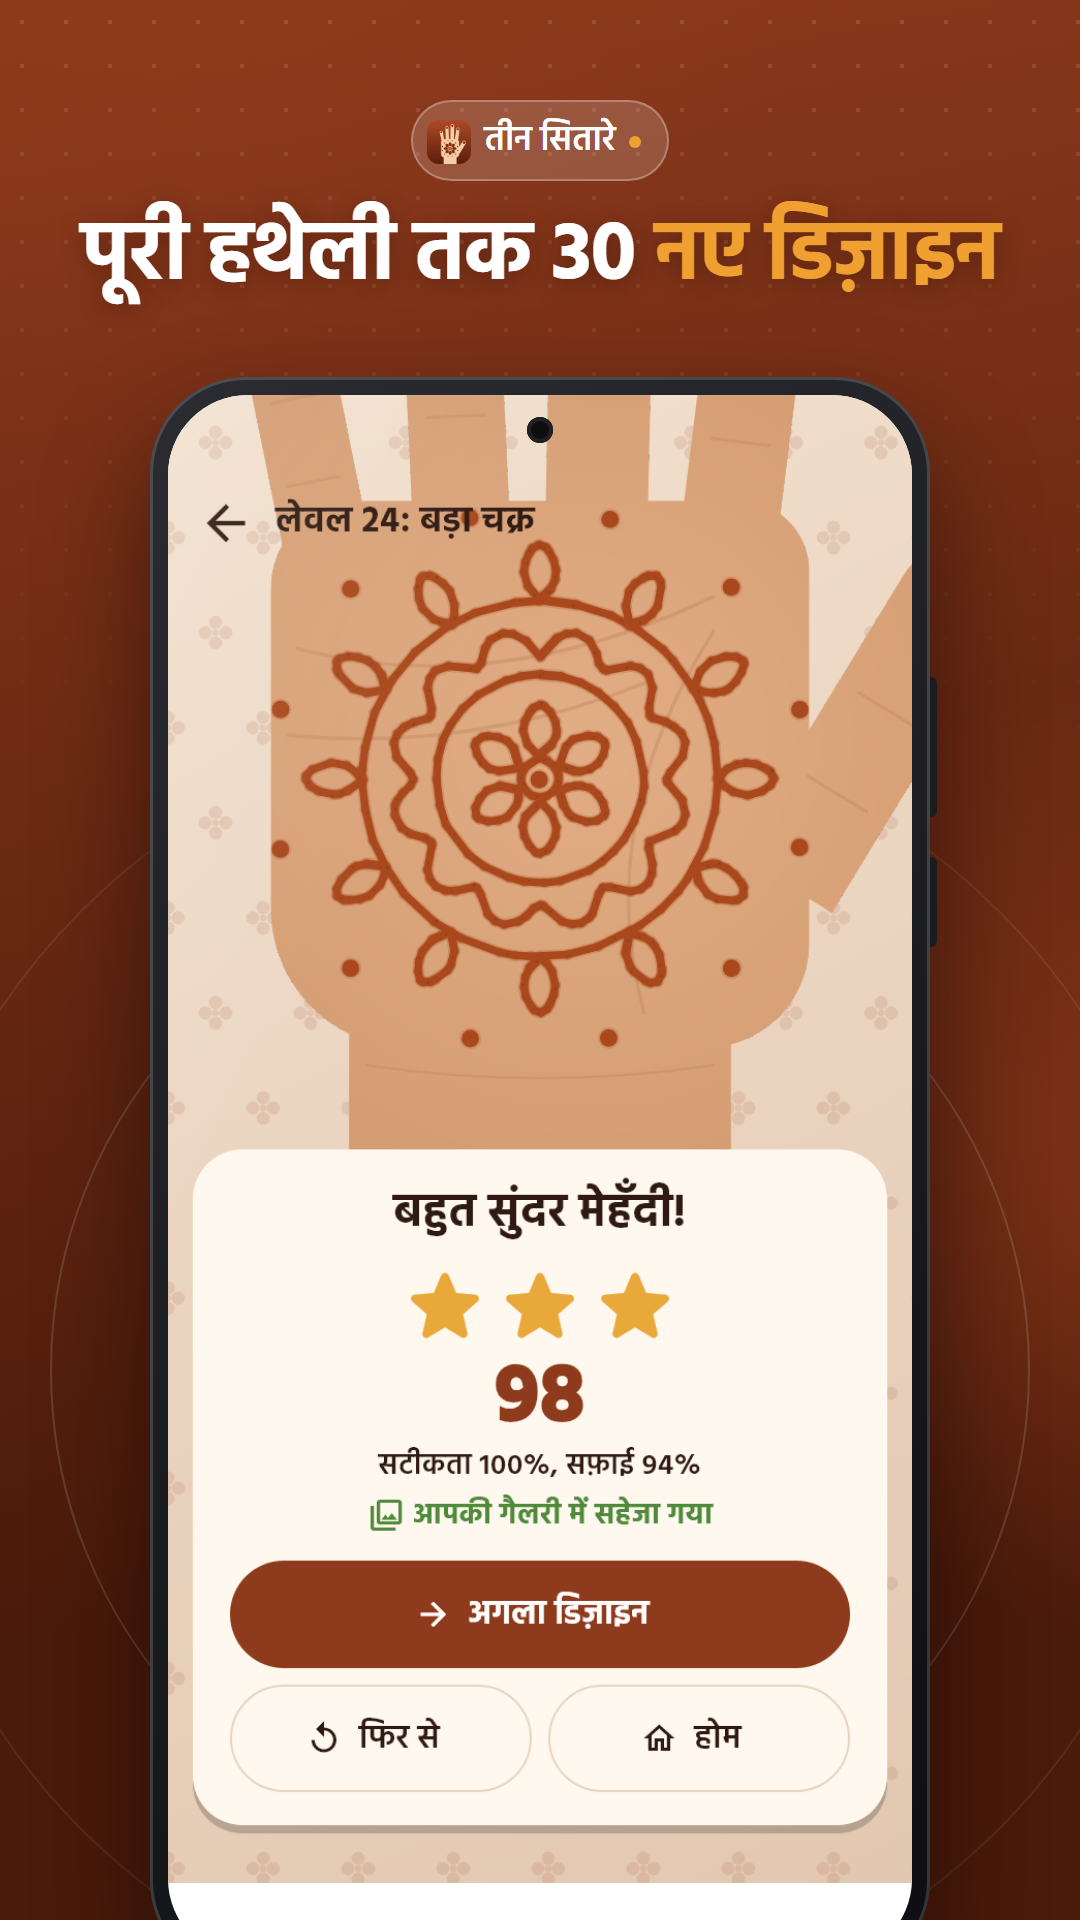 तीन सितारे
पूरी हथेली तक 30 नए डिज़ाइन
लेवल 24: बड़ा चक्र
बहुत सुंदर मेहँदी!
98
सटीकता 100%, सफ़ाई 94%
आपकी गैलरी में सहेजा गया
अगला डिज़ाइन
फिर से
होम